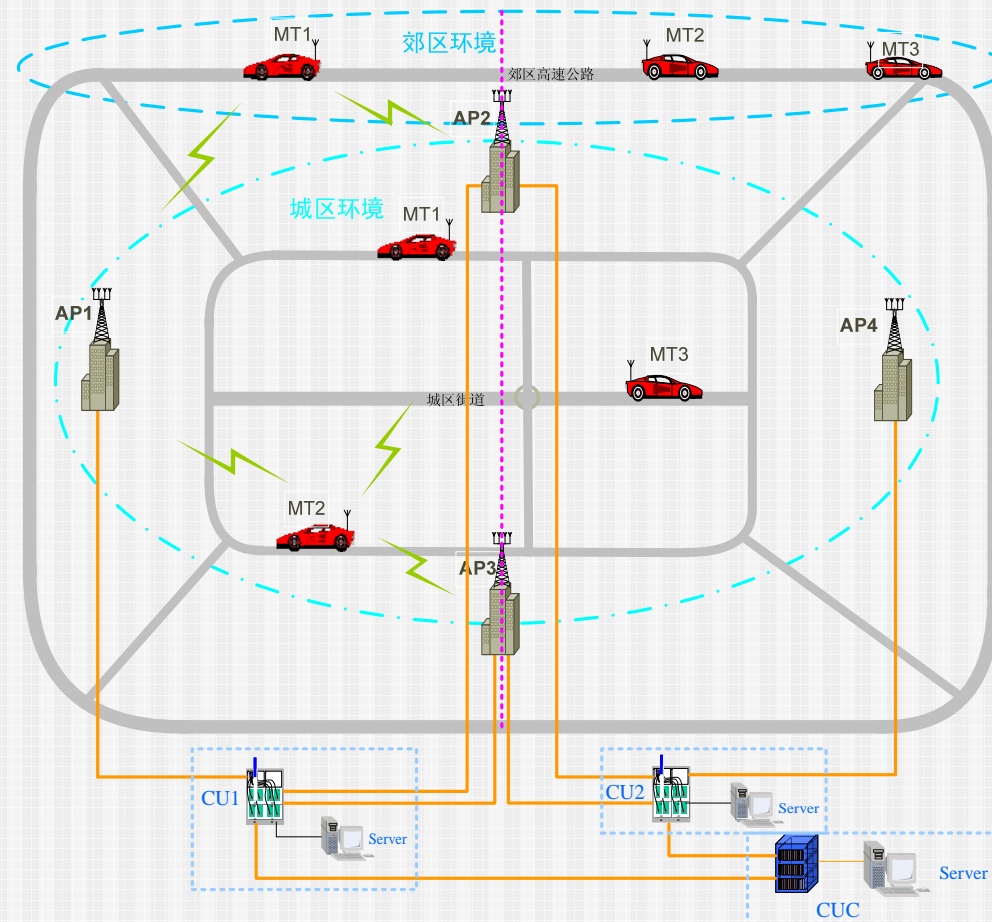 MT1
郊区环境
MT2
MT3
郊区高速公路
AP2
城区环境
MT1
AP1
AP4
MT3
城区街道
MT2
AP3
CU1
Server
CU2
Server
Server
CUC